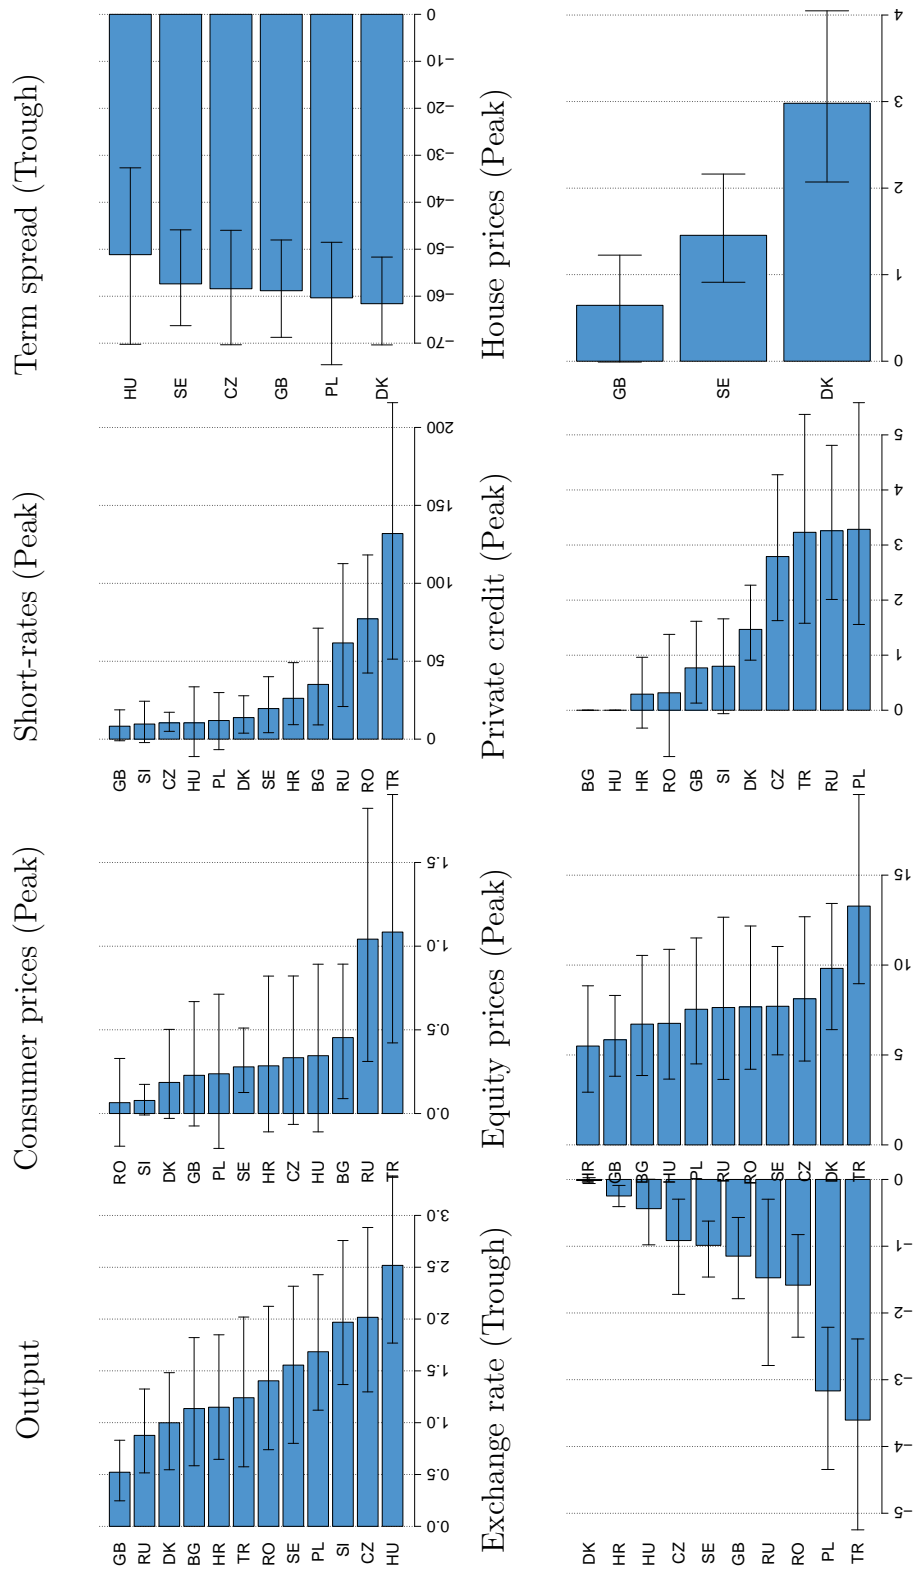 Output
GB
RU
DK
BG
HR
TR
RO
SE
PL
SI
CZ
HU
0.0 0.5 1.0 1.5 2.0 2.5 3.0
Consumer prices (Peak)
RO
SI
DK
GB
PL
SE
HR
CZ
HU
BG
RU
TR
0.0 0.5 1.0 1.5
Short-rates (Peak)
GB
SI
CZ
HU
PL
DK
SE
HR
BG
RU
RO
TR
0 50 100 150 200
Term spread (Trough)
HU
SE
CZ
GB
PL
DK
−70 −60 −50 −40 −30 −20 −10 0
Exchange rate (Trough)
DK
HR
HU
CZ
SE
GB
RU
RO
PL
TR
−5 −4 −3 −2 −1 0
Equity prices (Peak)
HR
GB
BG
HU
PL
RU
RO
SE
CZ
DK
TR
0 5 10 15
Private credit (Peak)
BG
HU
HR
RO
GB
SI
DK
CZ
TR
RU
PL
0 1 2 3 4 5
House prices (Peak)
GB
SE
DK
0 1 2 3 4